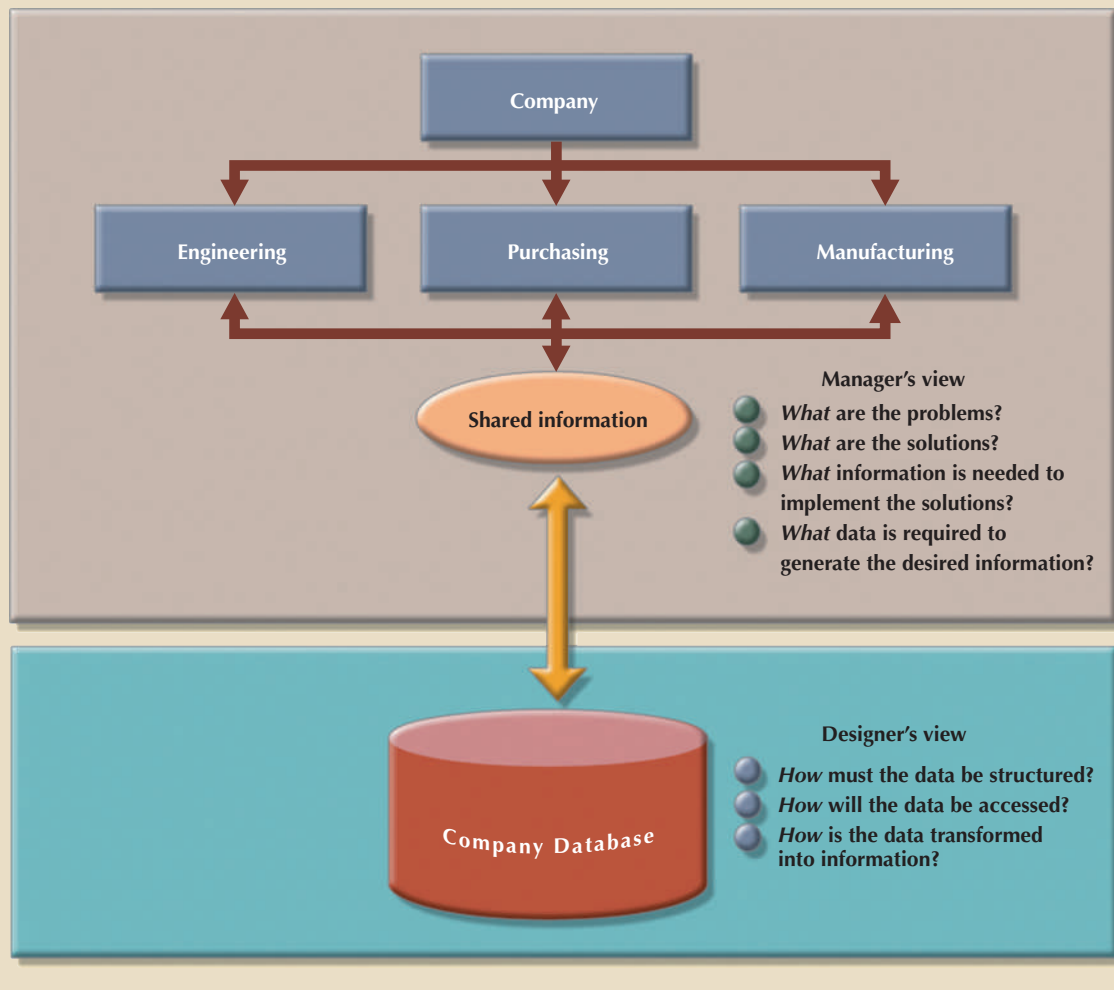 Company
Engineering
Purchasing
Manufacturing
Shared information
Manager’s view
What are the problems?
What are the solutions?
What information is needed to
implement the solutions?
What data is required to
generate the desired information?
Designer’s view
How must the data be structured?
How will the data be accessed?
How is the data transformed
into information?
Company Database